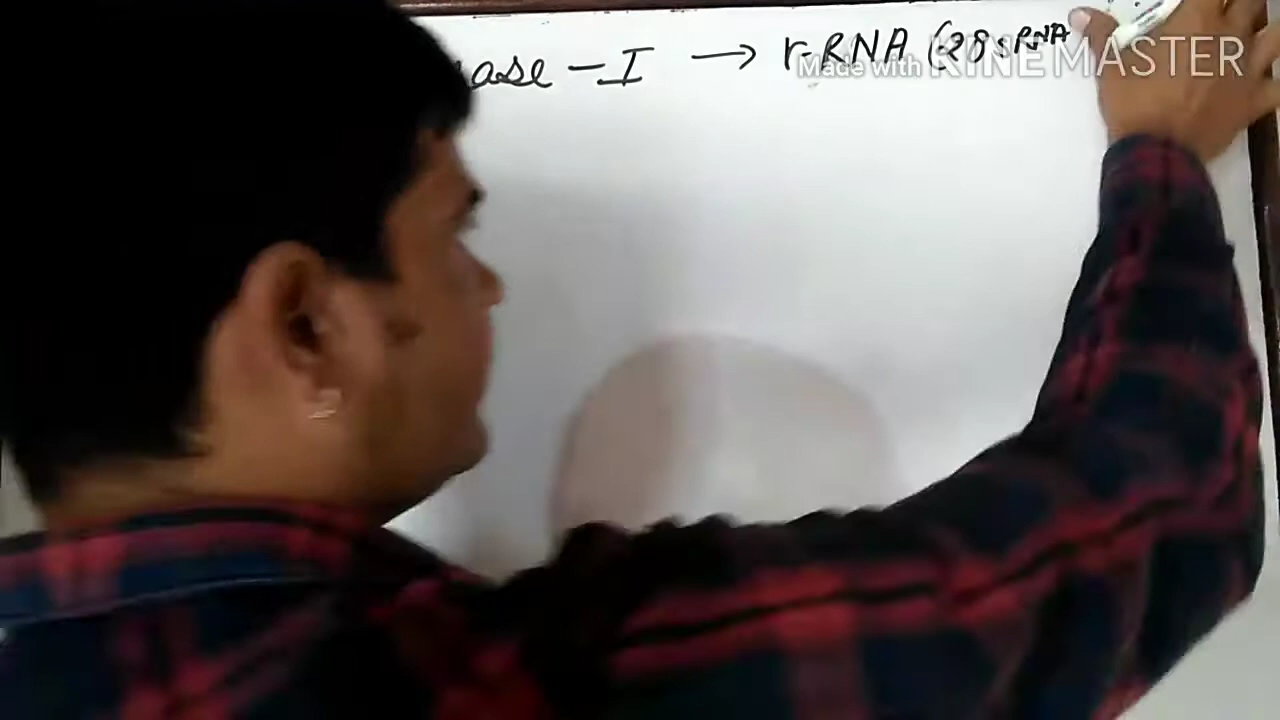 ase - I → r-RNA (28s RNA
Made with KINEMASTER